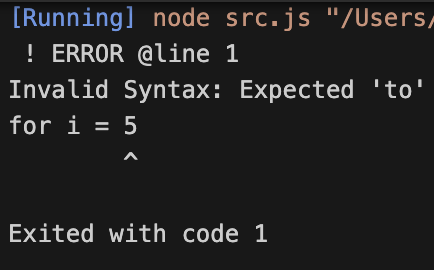 [Running] node src.js "/Users/
! ERROR @line 1
Invalid Syntax: Expected 'to'
for i = 5
^
Exited with code 1